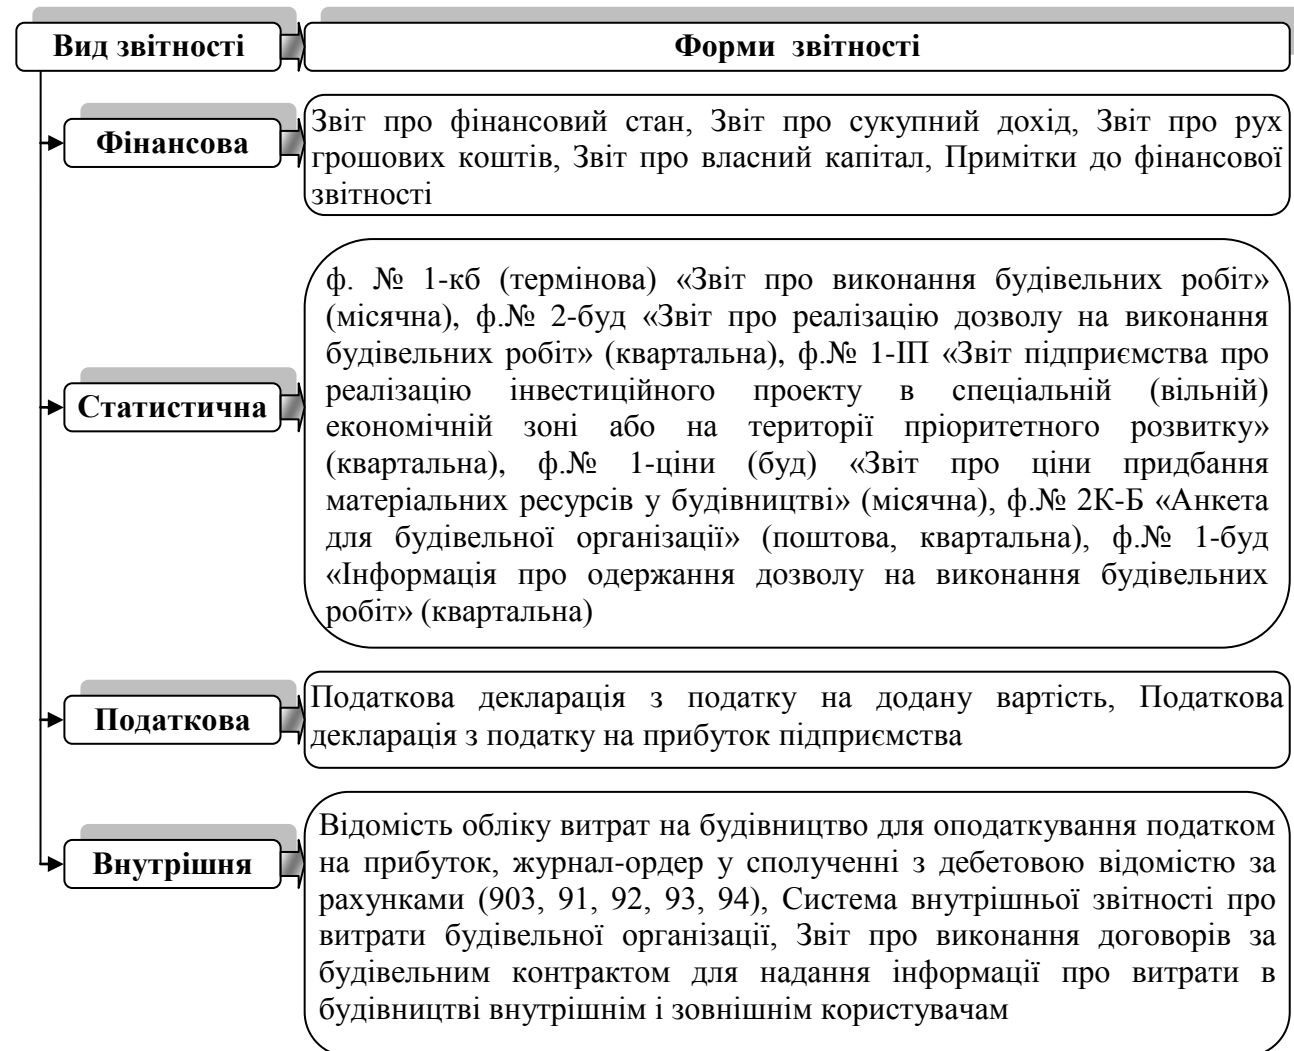 Вид звітності
Форми звітності
Фінансова
Звіт про фінансовий стан, Звіт про сукупний дохід, Звіт про рух
грошових коштів, Звіт про власний капітал, Примітки до фінансової
звітності
Статистична
ф. № 1-кб (термінова) «Звіт про виконання будівельних робіт»
(місячна), ф.№ 2-буд «Звіт про реалізацію дозволу на виконання
будівельних робіт» (квартальна), ф.№ 1-ІП «Звіт підприємства про
реалізацію інвестиційного проекту в спеціальній (вільній)
економічній зоні або на території пріоритетного розвитку»
(квартальна), ф.№ 1-ціни (буд) «Звіт про ціни придбання
матеріальних ресурсів у будівництві» (місячна), ф.№ 2К-Б «Анкета
для будівельної організації» (поштова, квартальна), ф.№ 1-буд
«Інформація про одержання дозволу на виконання будівельних
робіт» (квартальна)
Податкова
Податкова декларація з податку на додану вартість, Податкова
декларація з податку на прибуток підприємства
Внутрішня
Відомість обліку витрат на будівництво для оподаткування податком
на прибуток, журнал-ордер у сполученні з дебетовою відомістю за
рахунками (903, 91, 92, 93, 94), Система внутрішньої звітності про
витрати будівельної організації, Звіт про виконання договорів за
будівельним контрактом для надання інформації про витрати в
будівництві внутрішнім і зовнішнім користувачам